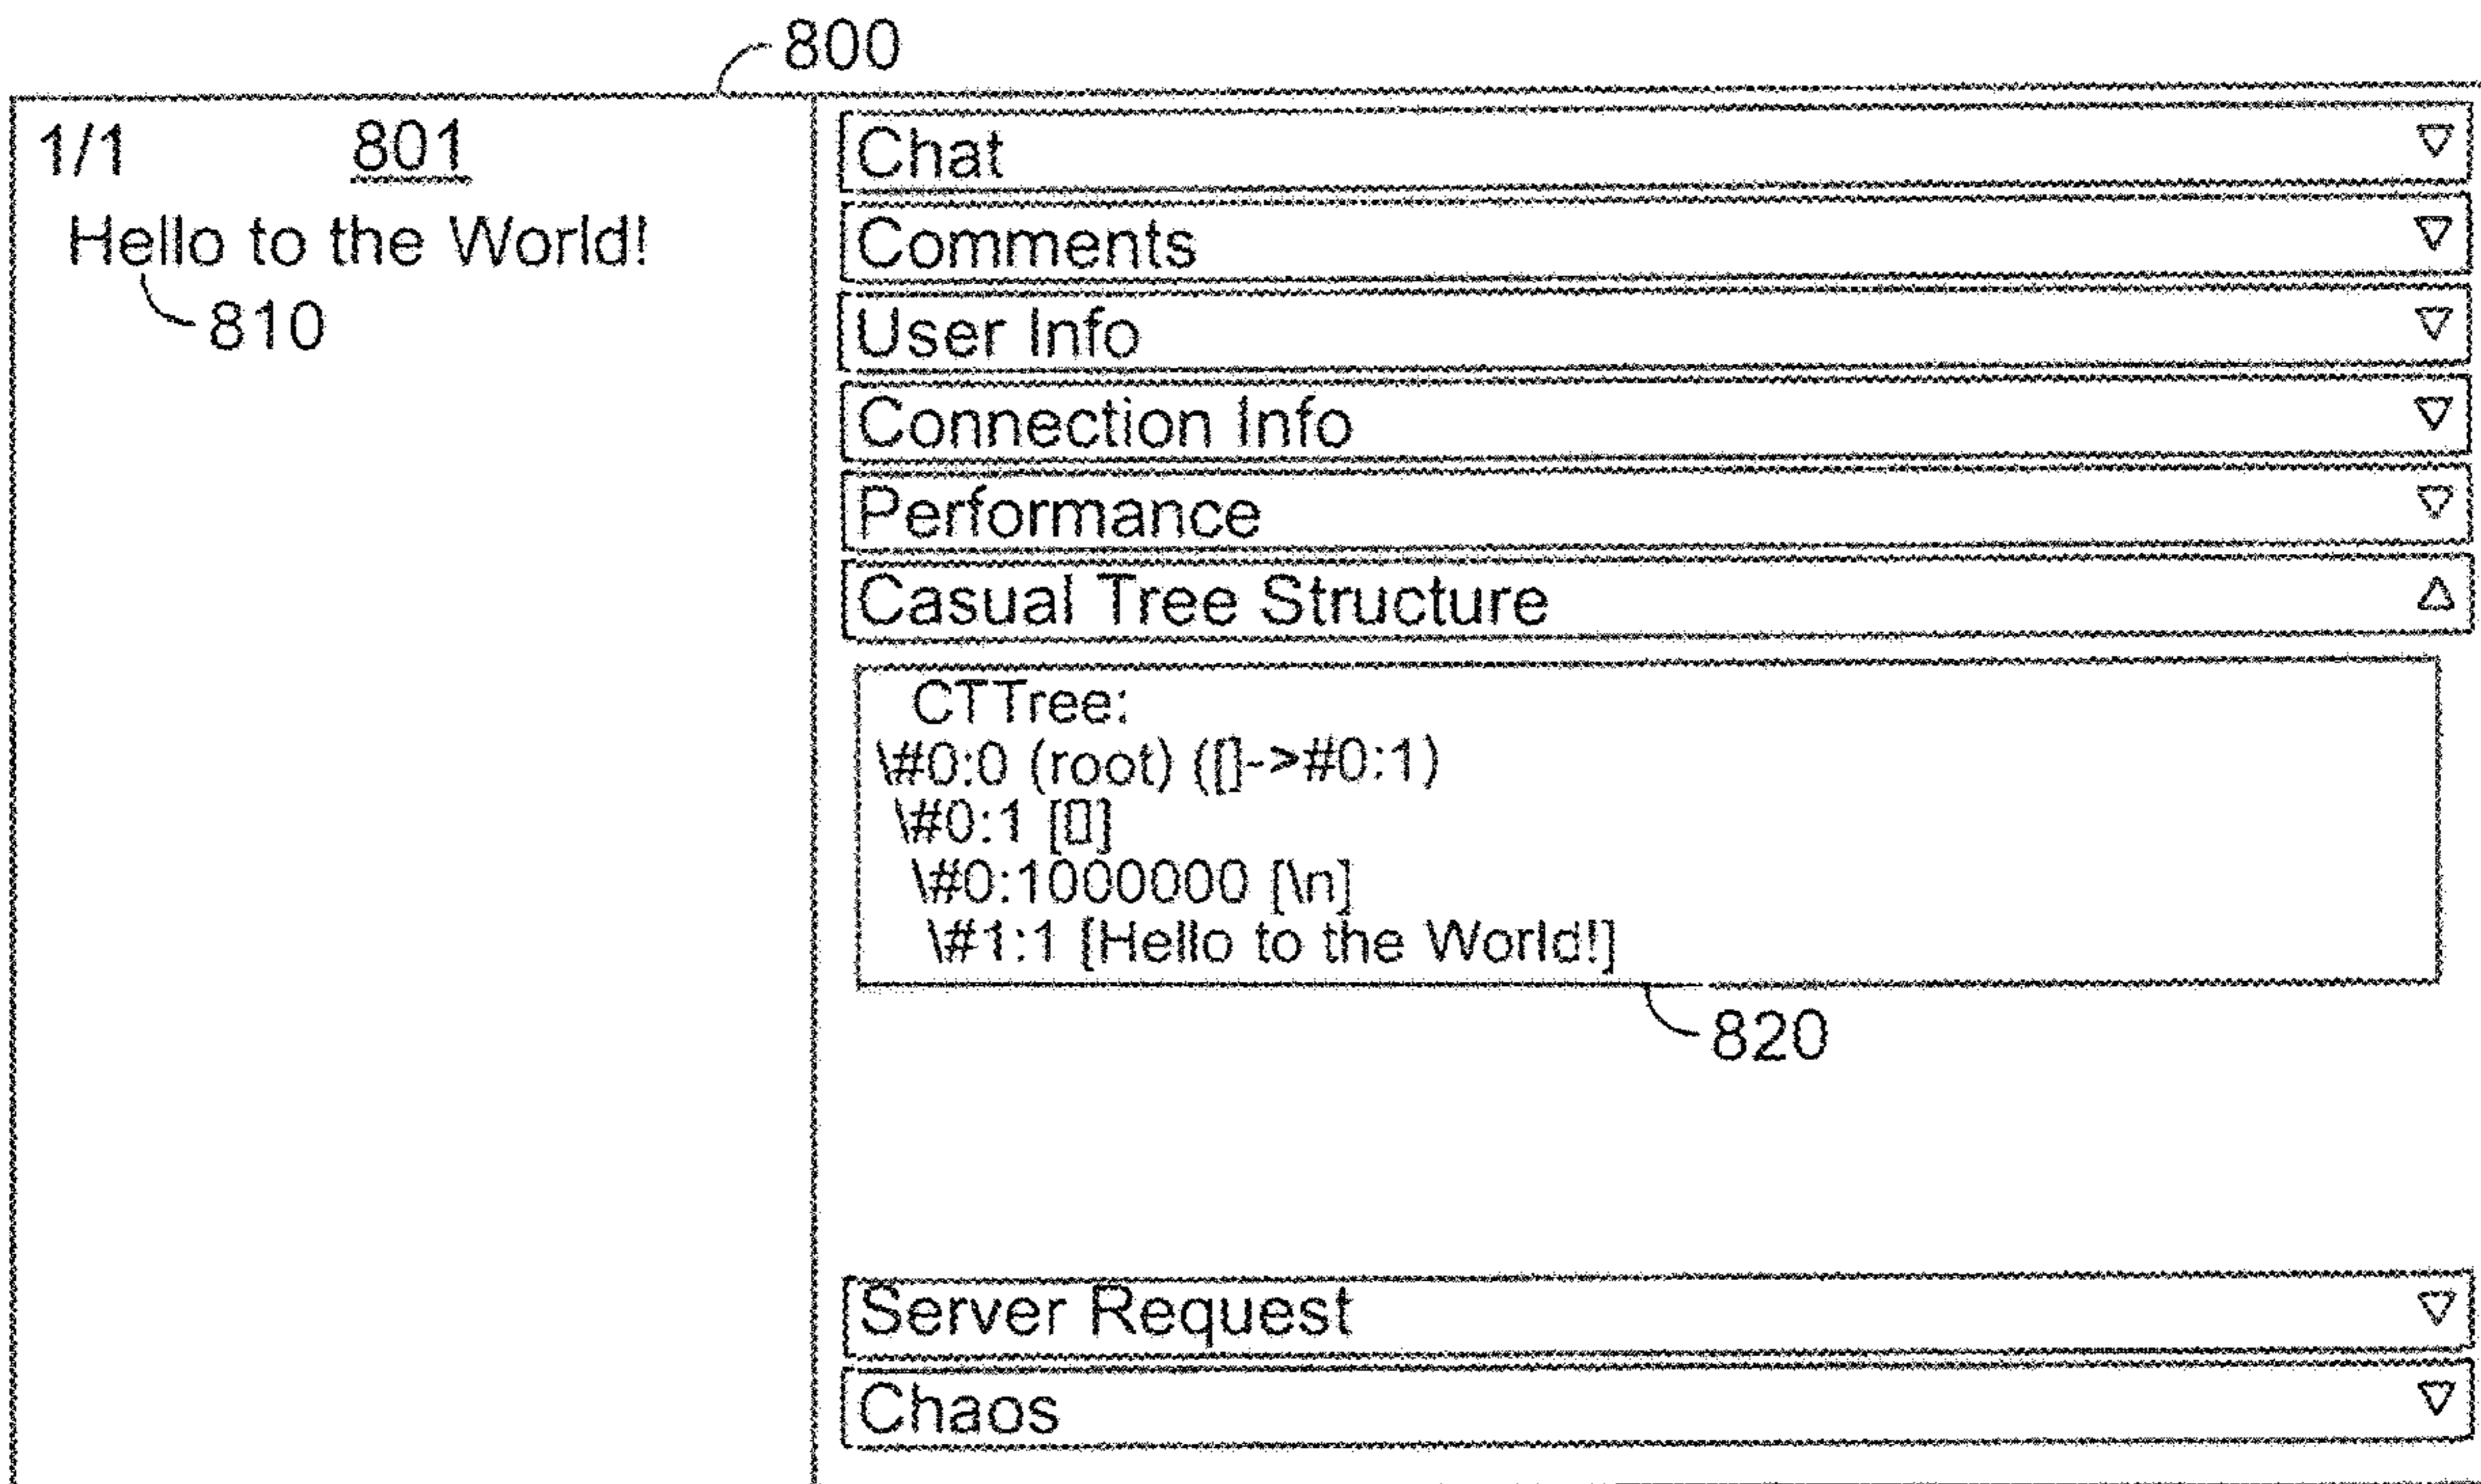 800
1/1 801
Hello to the World!
810
Chat
Comments
User Info
Connection Info
Performance
Casual Tree Structure
CTTree:
\#0:0 (root) ([]->#0:1)
\#0:1 [▯]
\#0:1000000 [\n]
\#1:1 [Hello to the World!]
820
Server Request
Chaos